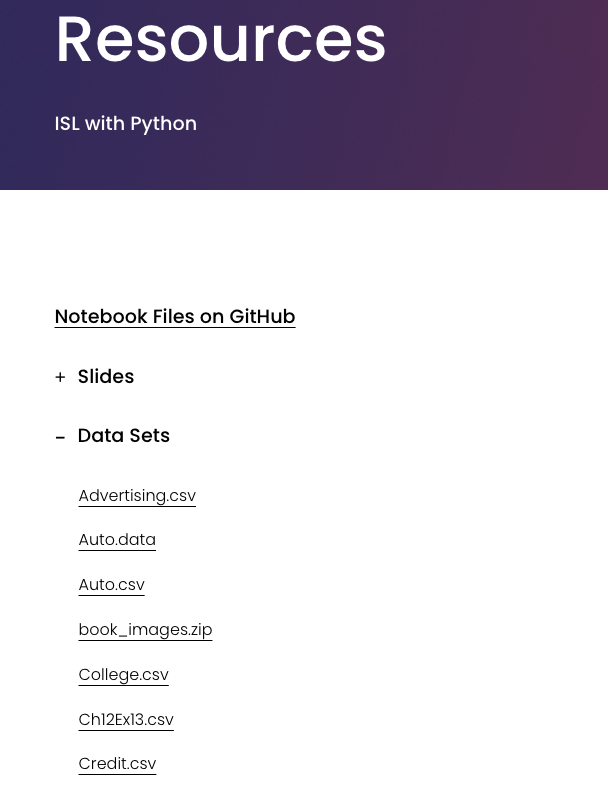 Resources
ISL with Python
Notebook Files on GitHub
+ Slides
– Data Sets
Advertising.csv
Auto.data
Auto.csv
book_images.zip
College.csv
Ch12Ex13.csv
Credit.csv